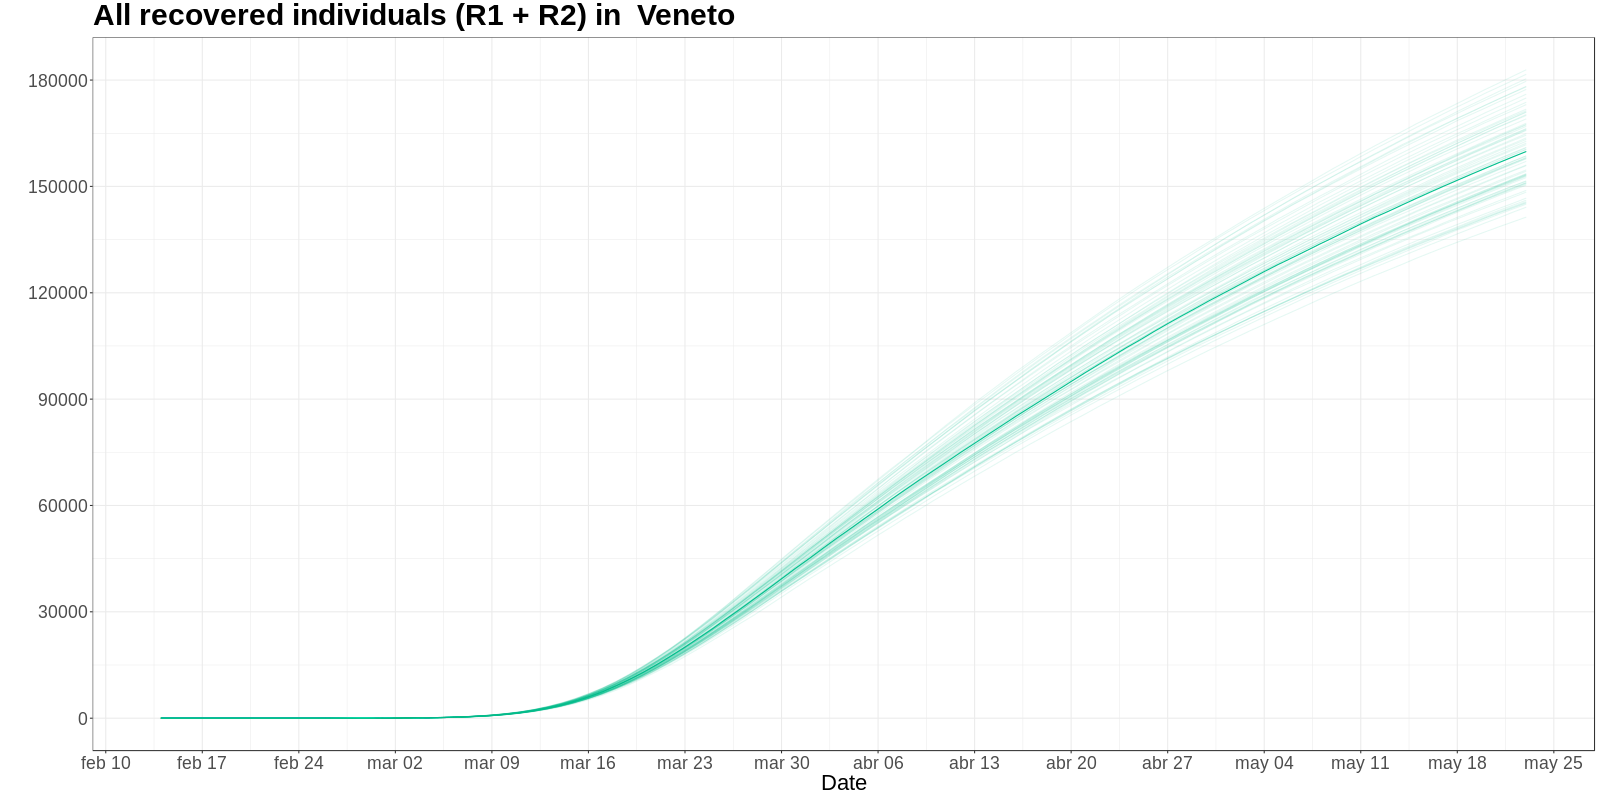 All recovered individuals (R1 + R2) in  Veneto
180000
150000
120000
90000
60000
30000
0
feb 10 feb 17 feb 24 mar 02 mar 09 mar 16 mar 23 mar 30 abr 06 abr 13 abr 20 abr 27 may 04 may 11 may 18 may 25
Date